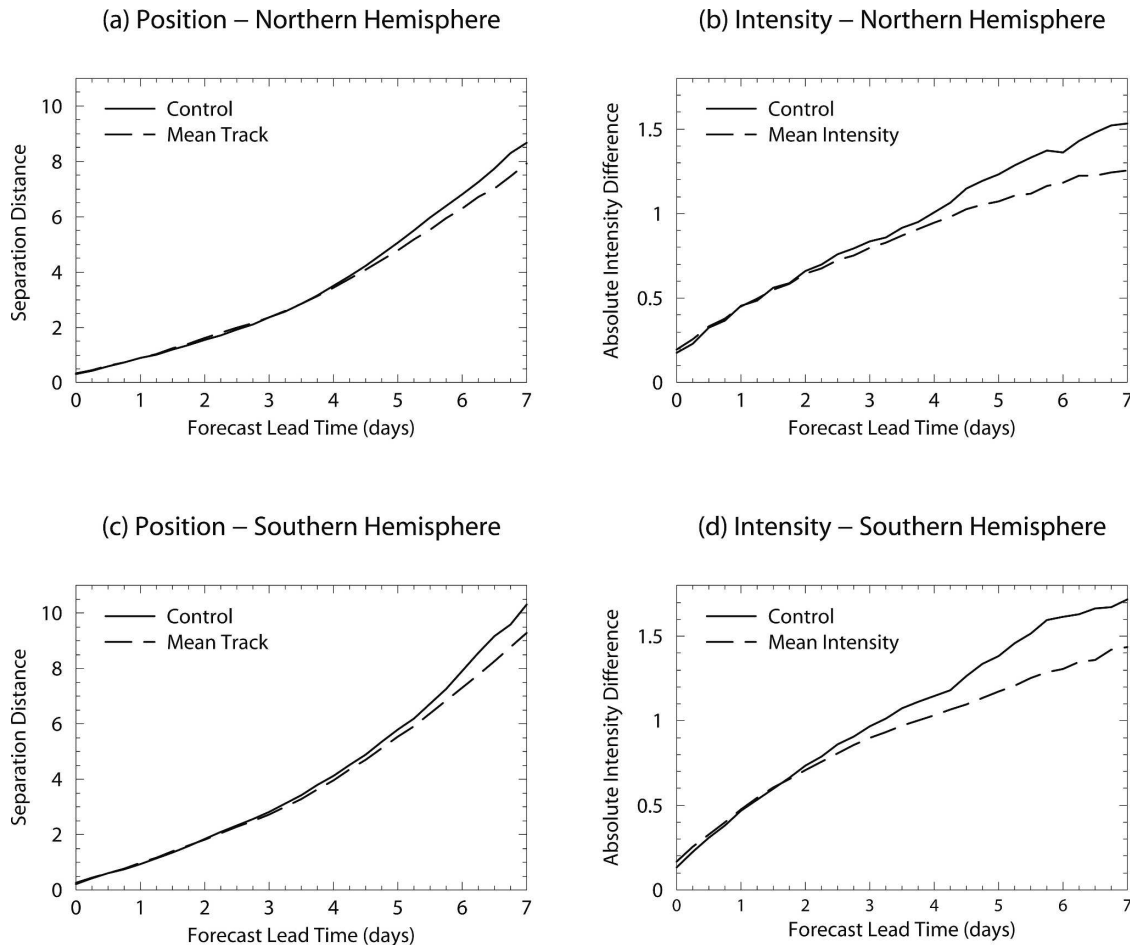 (a) Position – Northern Hemisphere
Separation Distance
10
8
6
4
2
0
Control
Mean Track
0 1 2 3 4 5 6 7
Forecast Lead Time (days)
(b) Intensity – Northern Hemisphere
Absolute Intensity Difference
1.5
1
0.5
0
Control
Mean Intensity
0 1 2 3 4 5 6 7
Forecast Lead Time (days)
(c) Position – Southern Hemisphere
Separation Distance
10
8
6
4
2
0
Control
Mean Track
0 1 2 3 4 5 6 7
Forecast Lead Time (days)
(d) Intensity – Southern Hemisphere
Absolute Intensity Difference
1.5
1
0.5
0
Control
Mean Intensity
0 1 2 3 4 5 6 7
Forecast Lead Time (days)